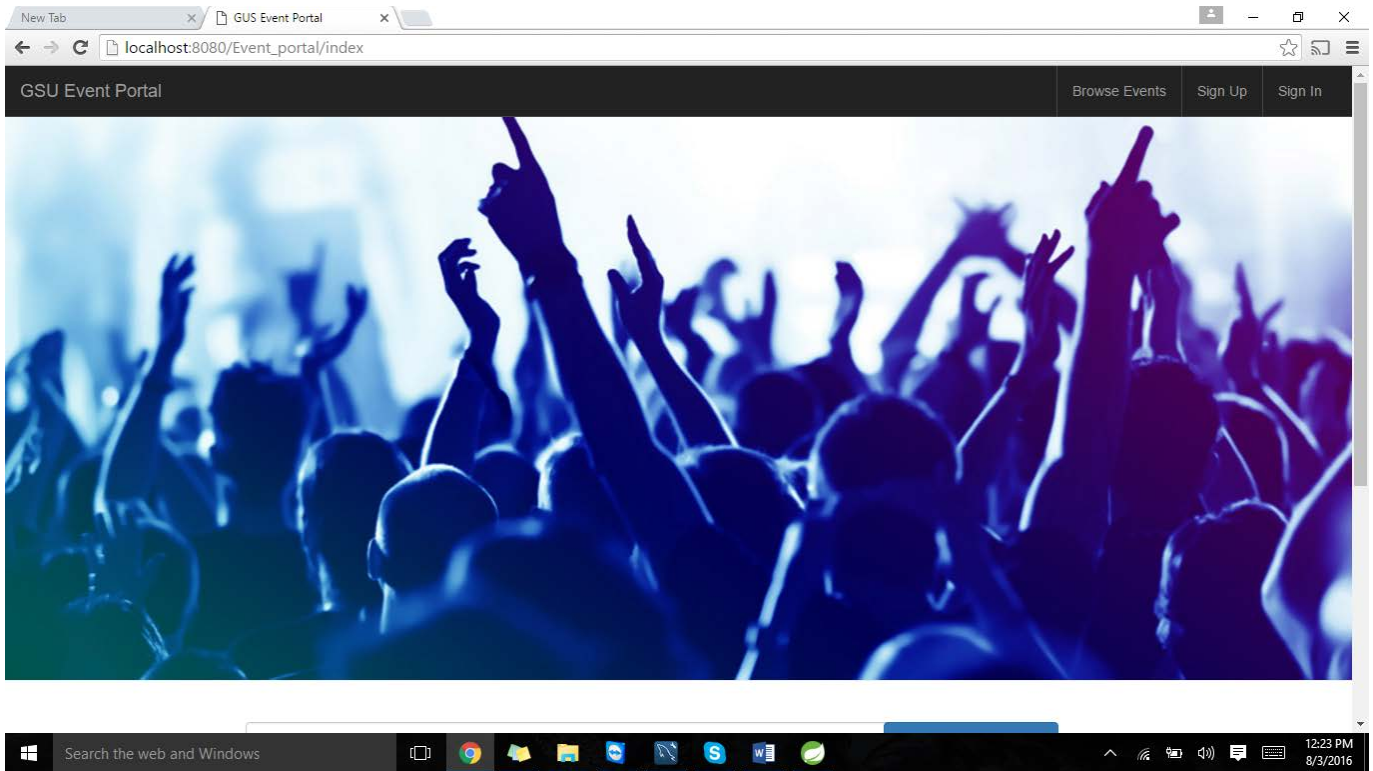 New Tab
GUS Event Portal
localhost:8080/Event_portal/index
GSU Event Portal
Browse Events
Sign Up
Sign In
Search the web and Windows
12:23 PM
8/3/2016